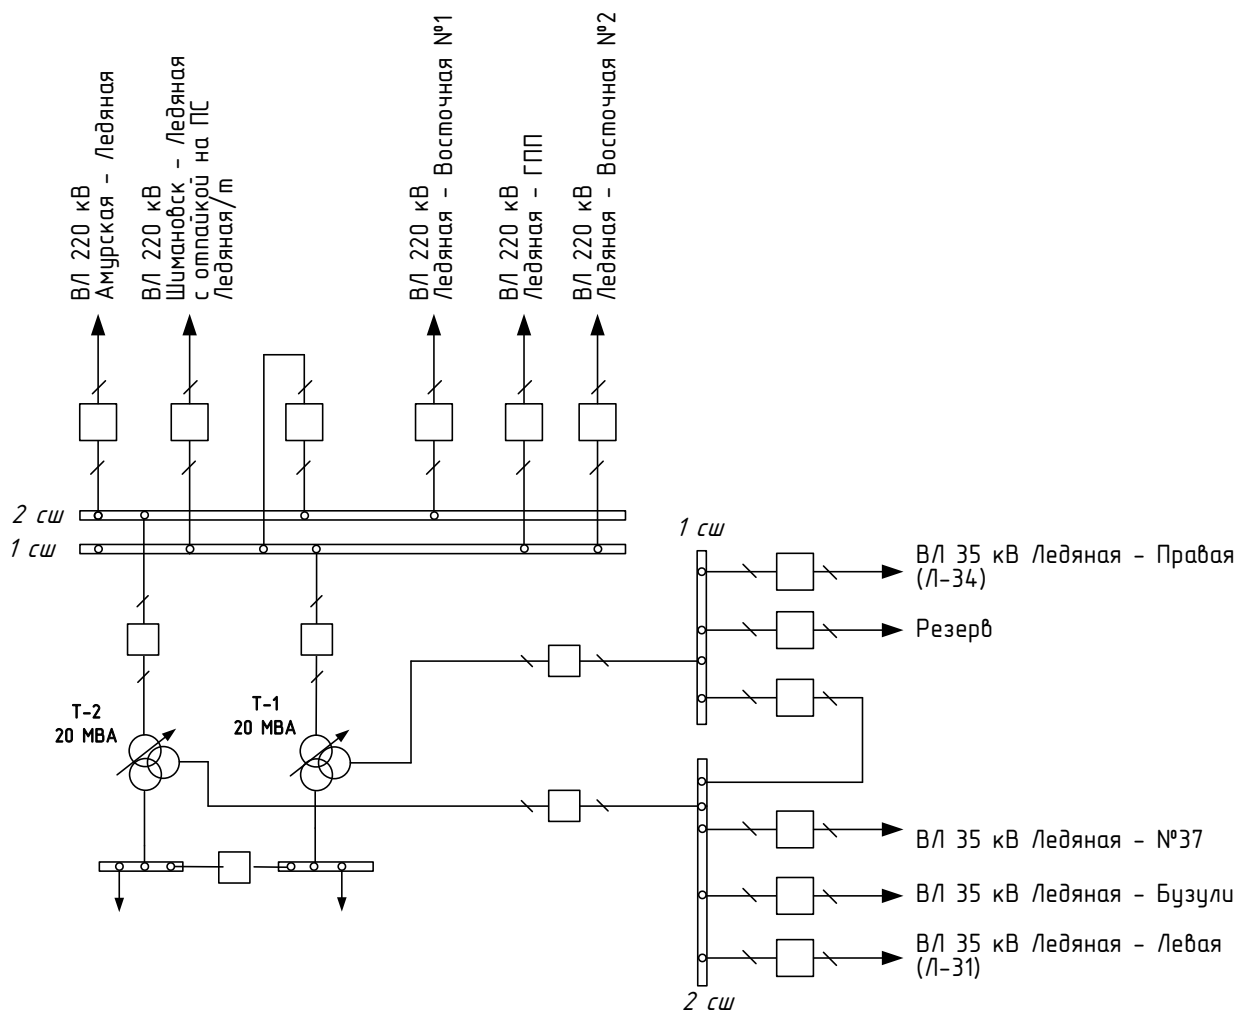 ВЛ 220 кВ
Амурская - Ледяная
ВЛ 220 кВ
Шимановск - Ледяная
с отпайкой на ПС
Ледяная/т
ВЛ 220 кВ
Ледяная - Восточная №1
ВЛ 220 кВ
Ледяная - ГПП
ВЛ 220 кВ
Ледяная - Восточная №2
2 сш
1 сш
1 сш
ВЛ 35 кВ Ледяная - Правая
(Л-34)
Резерв
Т-2
20 МВА
Т-1
20 МВА
ВЛ 35 кВ Ледяная - №37
ВЛ 35 кВ Ледяная - Бузули
ВЛ 35 кВ Ледяная - Левая
(Л-31)
2 сш